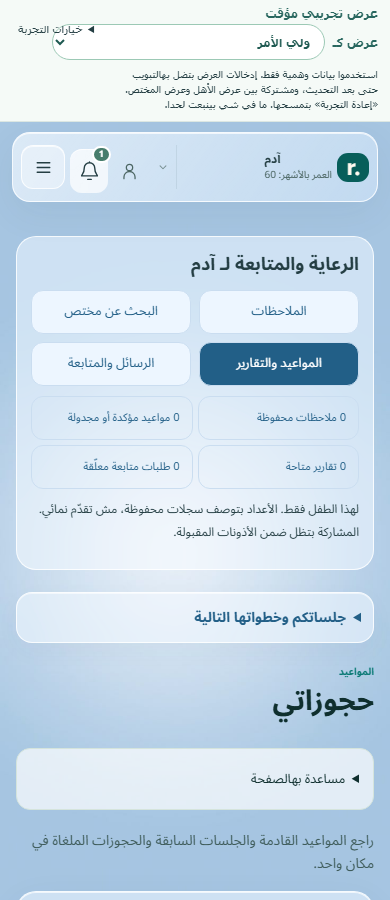 عرض تجريبي مؤقت
عرض كـ
ولي الأمر
خيارات التجربة
استخدموا بيانات وهمية فقط. إدخالات العرض بتضل بهالتبويب
حتى بعد التحديث، ومشتركة بين عرض الأهل وعرض المختص.
«إعادة التجربة» بتمسحها. ما في شي بينبعت لحدا.
r.
آدم
العمر بالأشهر: 60
1
الرعاية والمتابعة لـ آدم
الملاحظات
البحث عن مختص
المواعيد والتقارير
الرسائل والمتابعة
0 ملاحظات محفوظة
0 مواعيد مؤكدة أو مجدولة
0 تقارير متاحة
0 طلبات متابعة معلّقة
لهذا الطفل فقط. الأعداد بتوصف سجلات محفوظة، مش تقدّم نمائي.
المشاركة بتظل ضمن الأذونات المقبولة.
جلساتكم وخطواتها التالية
المواعيد
حجوزاتي
مساعدة بهالصفحة
راجع المواعيد القادمة والجلسات السابقة والحجوزات الملغاة في
مكان واحد.